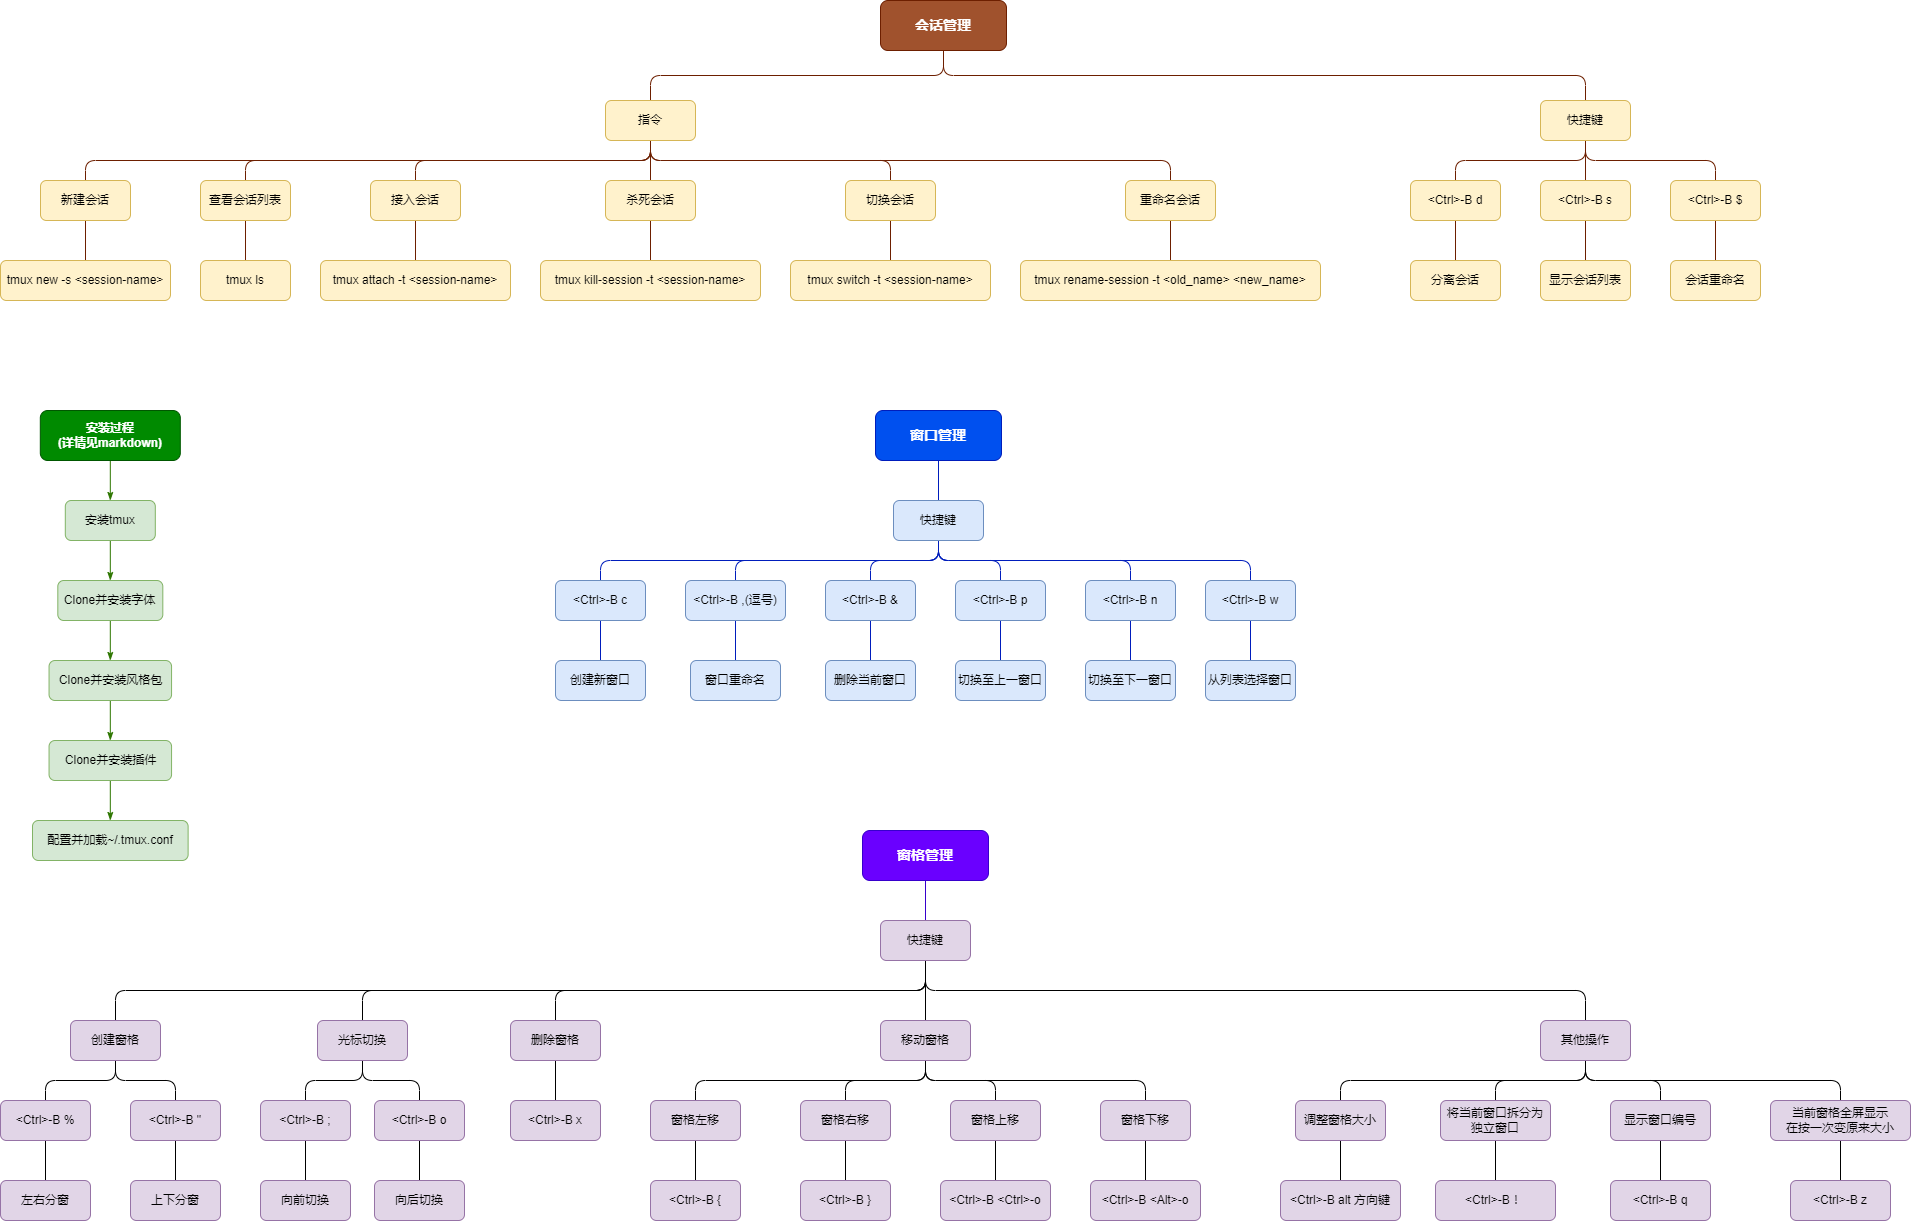 会话管理
指令
快捷键
新建会话
查看会话列表
接入会话
杀死会话
切换会话
重命名会话
<Ctrl>-B d
<Ctrl>-B s
<Ctrl>-B $
tmux new -s <session-name>
tmux ls
tmux attach -t <session-name>
tmux kill-session -t <session-name>
tmux switch -t <session-name>
tmux rename-session -t <old_name> <new_name>
分离会话
显示会话列表
会话重命名
安装过程
(详情见markdown)
安装tmux
Clone并安装字体
Clone并安装风格包
Clone并安装插件
配置并加载~/.tmux.conf
窗口管理
快捷键
<Ctrl>-B c
<Ctrl>-B ,(逗号)
<Ctrl>-B &
<Ctrl>-B p
<Ctrl>-B n
<Ctrl>-B w
创建新窗口
窗口重命名
删除当前窗口
切换至上一窗口
切换至下一窗口
从列表选择窗口
窗格管理
快捷键
创建窗格
光标切换
删除窗格
移动窗格
其他操作
<Ctrl>-B %
<Ctrl>-B "
<Ctrl>-B ;
<Ctrl>-B o
<Ctrl>-B x
窗格左移
窗格右移
窗格上移
窗格下移
调整窗格大小
将当前窗口拆分为
独立窗口
显示窗口编号
当前窗格全屏显示
在按一次变原来大小
左右分窗
上下分窗
向前切换
向后切换
<Ctrl>-B {
<Ctrl>-B }
<Ctrl>-B <Ctrl>-o
<Ctrl>-B <Alt>-o
<Ctrl>-B alt 方向键
<Ctrl>-B！
<Ctrl>-B q
<Ctrl>-B z